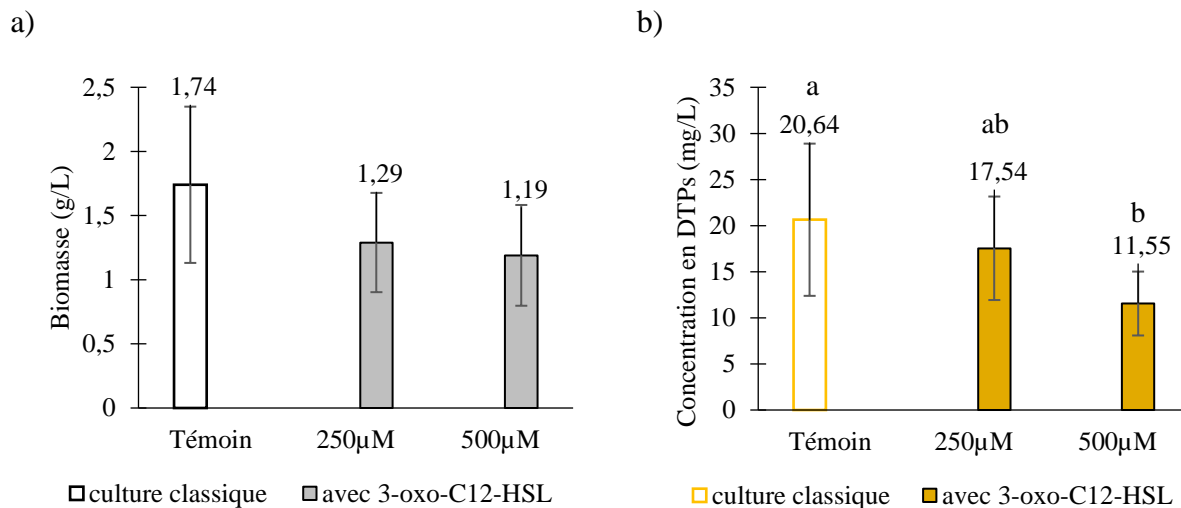 a)
Biomasse (g/L)
2,5
2
1,5
1
0,5
0
1,74
1,29
1,19
Témoin 250µM 500µM
culture classique avec 3-oxo-C12-HSL
b)
Concentration en DTPs (mg/L)
35
30
25
20
15
10
5
0
a
20,64
ab
17,54
b
11,55
Témoin 250µM 500µM
culture classique avec 3-oxo-C12-HSL